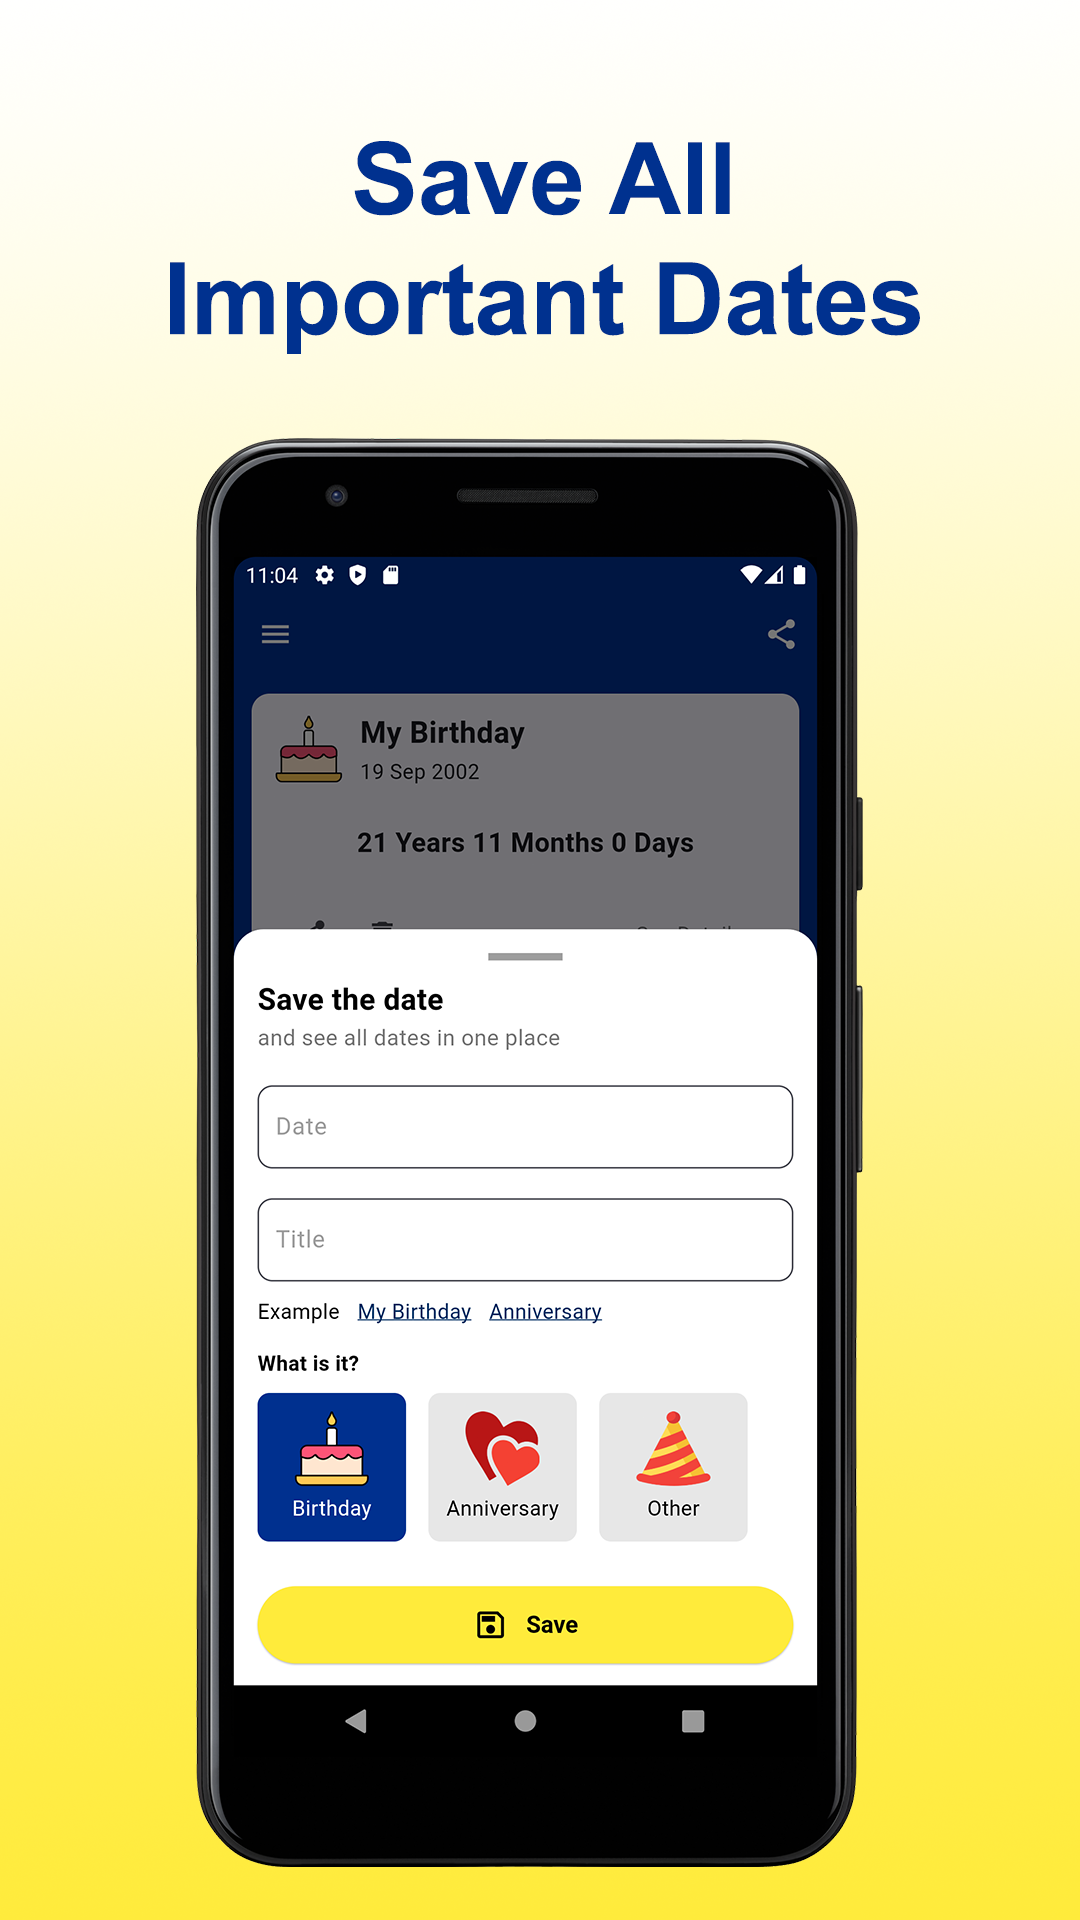 Save All
Important Dates
11:04
My Birthday
19 Sep 2002
21 Years 11 Months 0 Days
Save the date
and see all dates in one place
Date
Title
Example My Birthday Anniversary
What is it?
Birthday Anniversary Other
Save